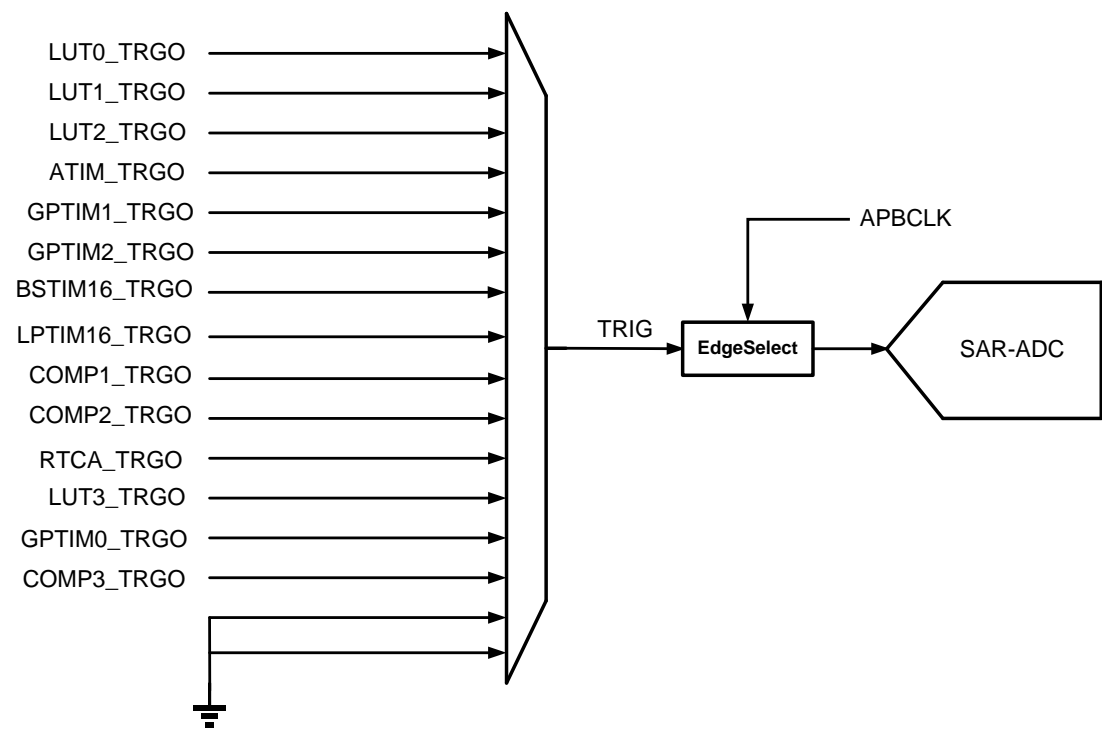 LUT0_TRGO
LUT1_TRGO
LUT2_TRGO
ATIM_TRGO
GPTIM1_TRGO
GPTIM2_TRGO
BSTIM16_TRGO
LPTIM16_TRGO
COMP1_TRGO
COMP2_TRGO
RTCA_TRGO
LUT3_TRGO
GPTIM0_TRGO
COMP3_TRGO
TRIG
APBCLK
EdgeSelect
SAR-ADC